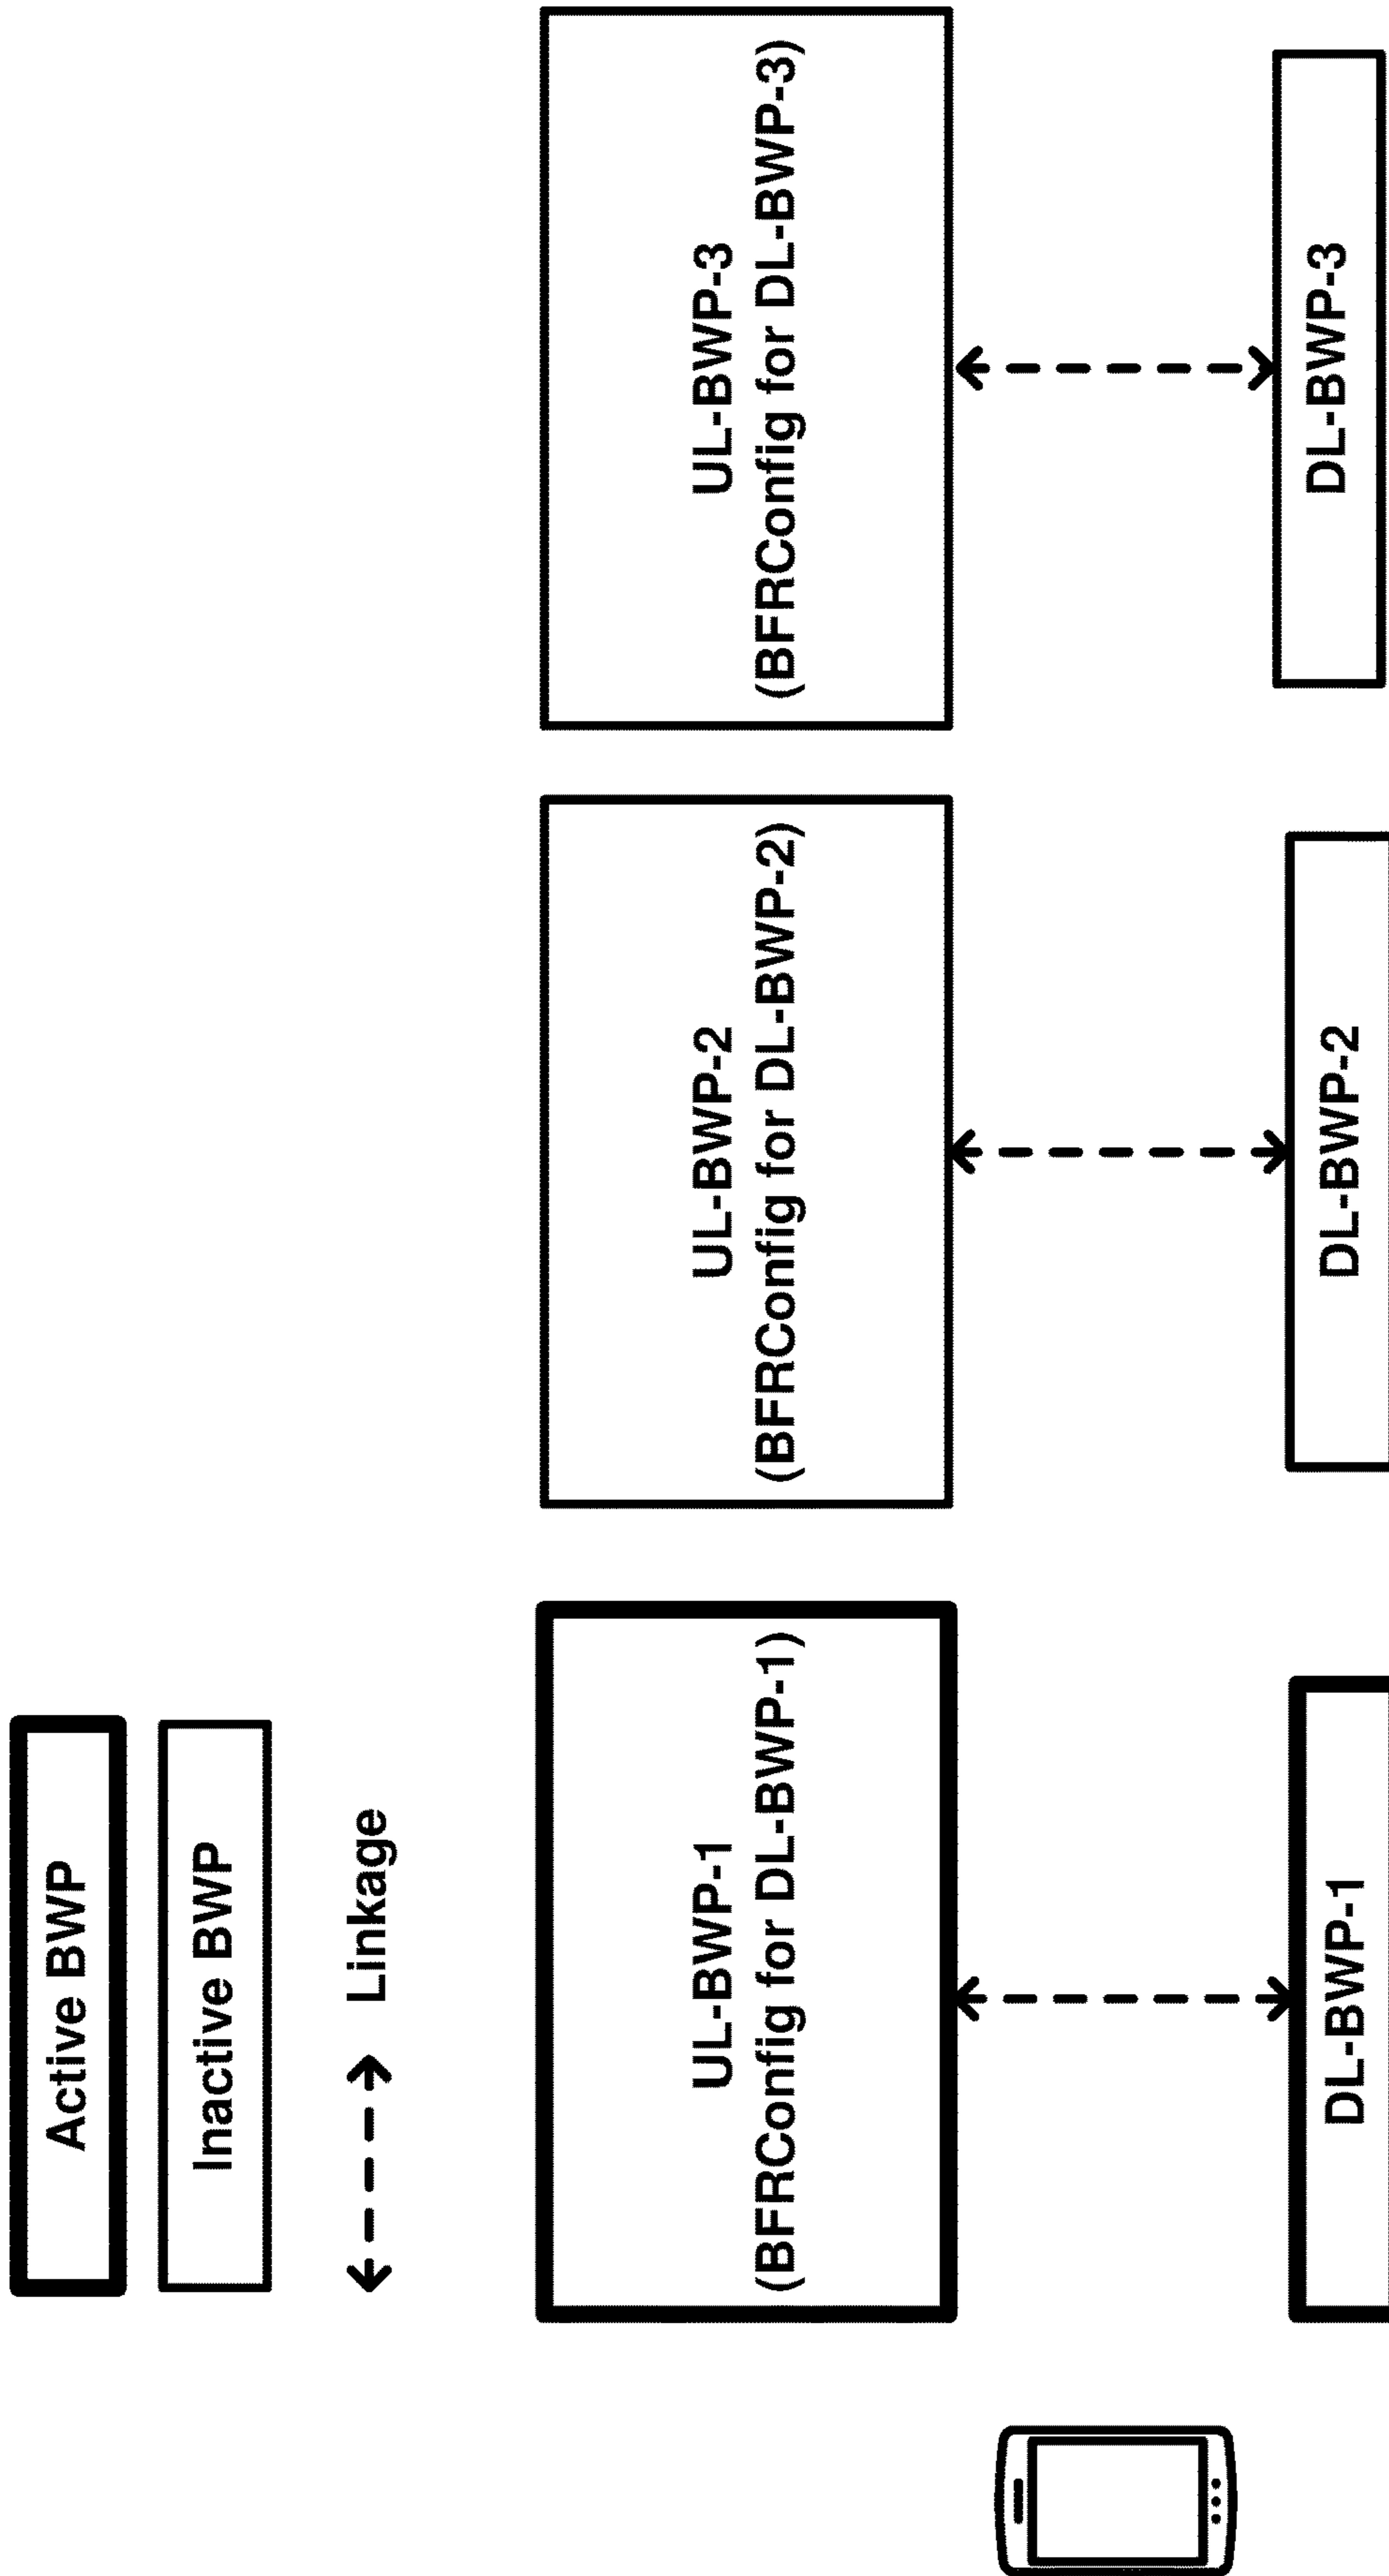 Active BWP
Inactive BWP
Linkage
UL-BWP-1
(BFRConfig for DL-BWP-1)
UL-BWP-2
(BFRConfig for DL-BWP-2)
UL-BWP-3
(BFRConfig for DL-BWP-3)
DL-BWP-1
DL-BWP-2
DL-BWP-3